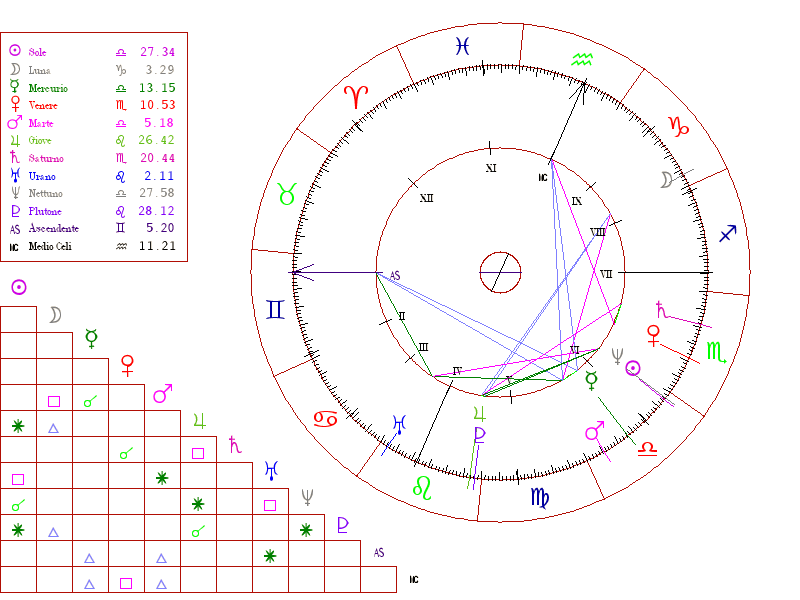 ☉ Sole ♎ 27.34
☽ Luna ♑ 3.29
☿ Mercurio ♎ 13.15
♀ Venere ♏ 10.53
♂ Marte ♎ 5.18
♃ Giove ♌ 26.42
♄ Saturno ♏ 20.44
♅ Urano ♌ 2.11
♆ Nettuno ♎ 27.58
♇ Plutone ♌ 28.12
AS Ascendente ♊ 5.20
MC Medio Celi ♒ 11.21
XI
MC
XII
IX
VIII
AS
VII
II
III
VI
IV
V
AS
MC